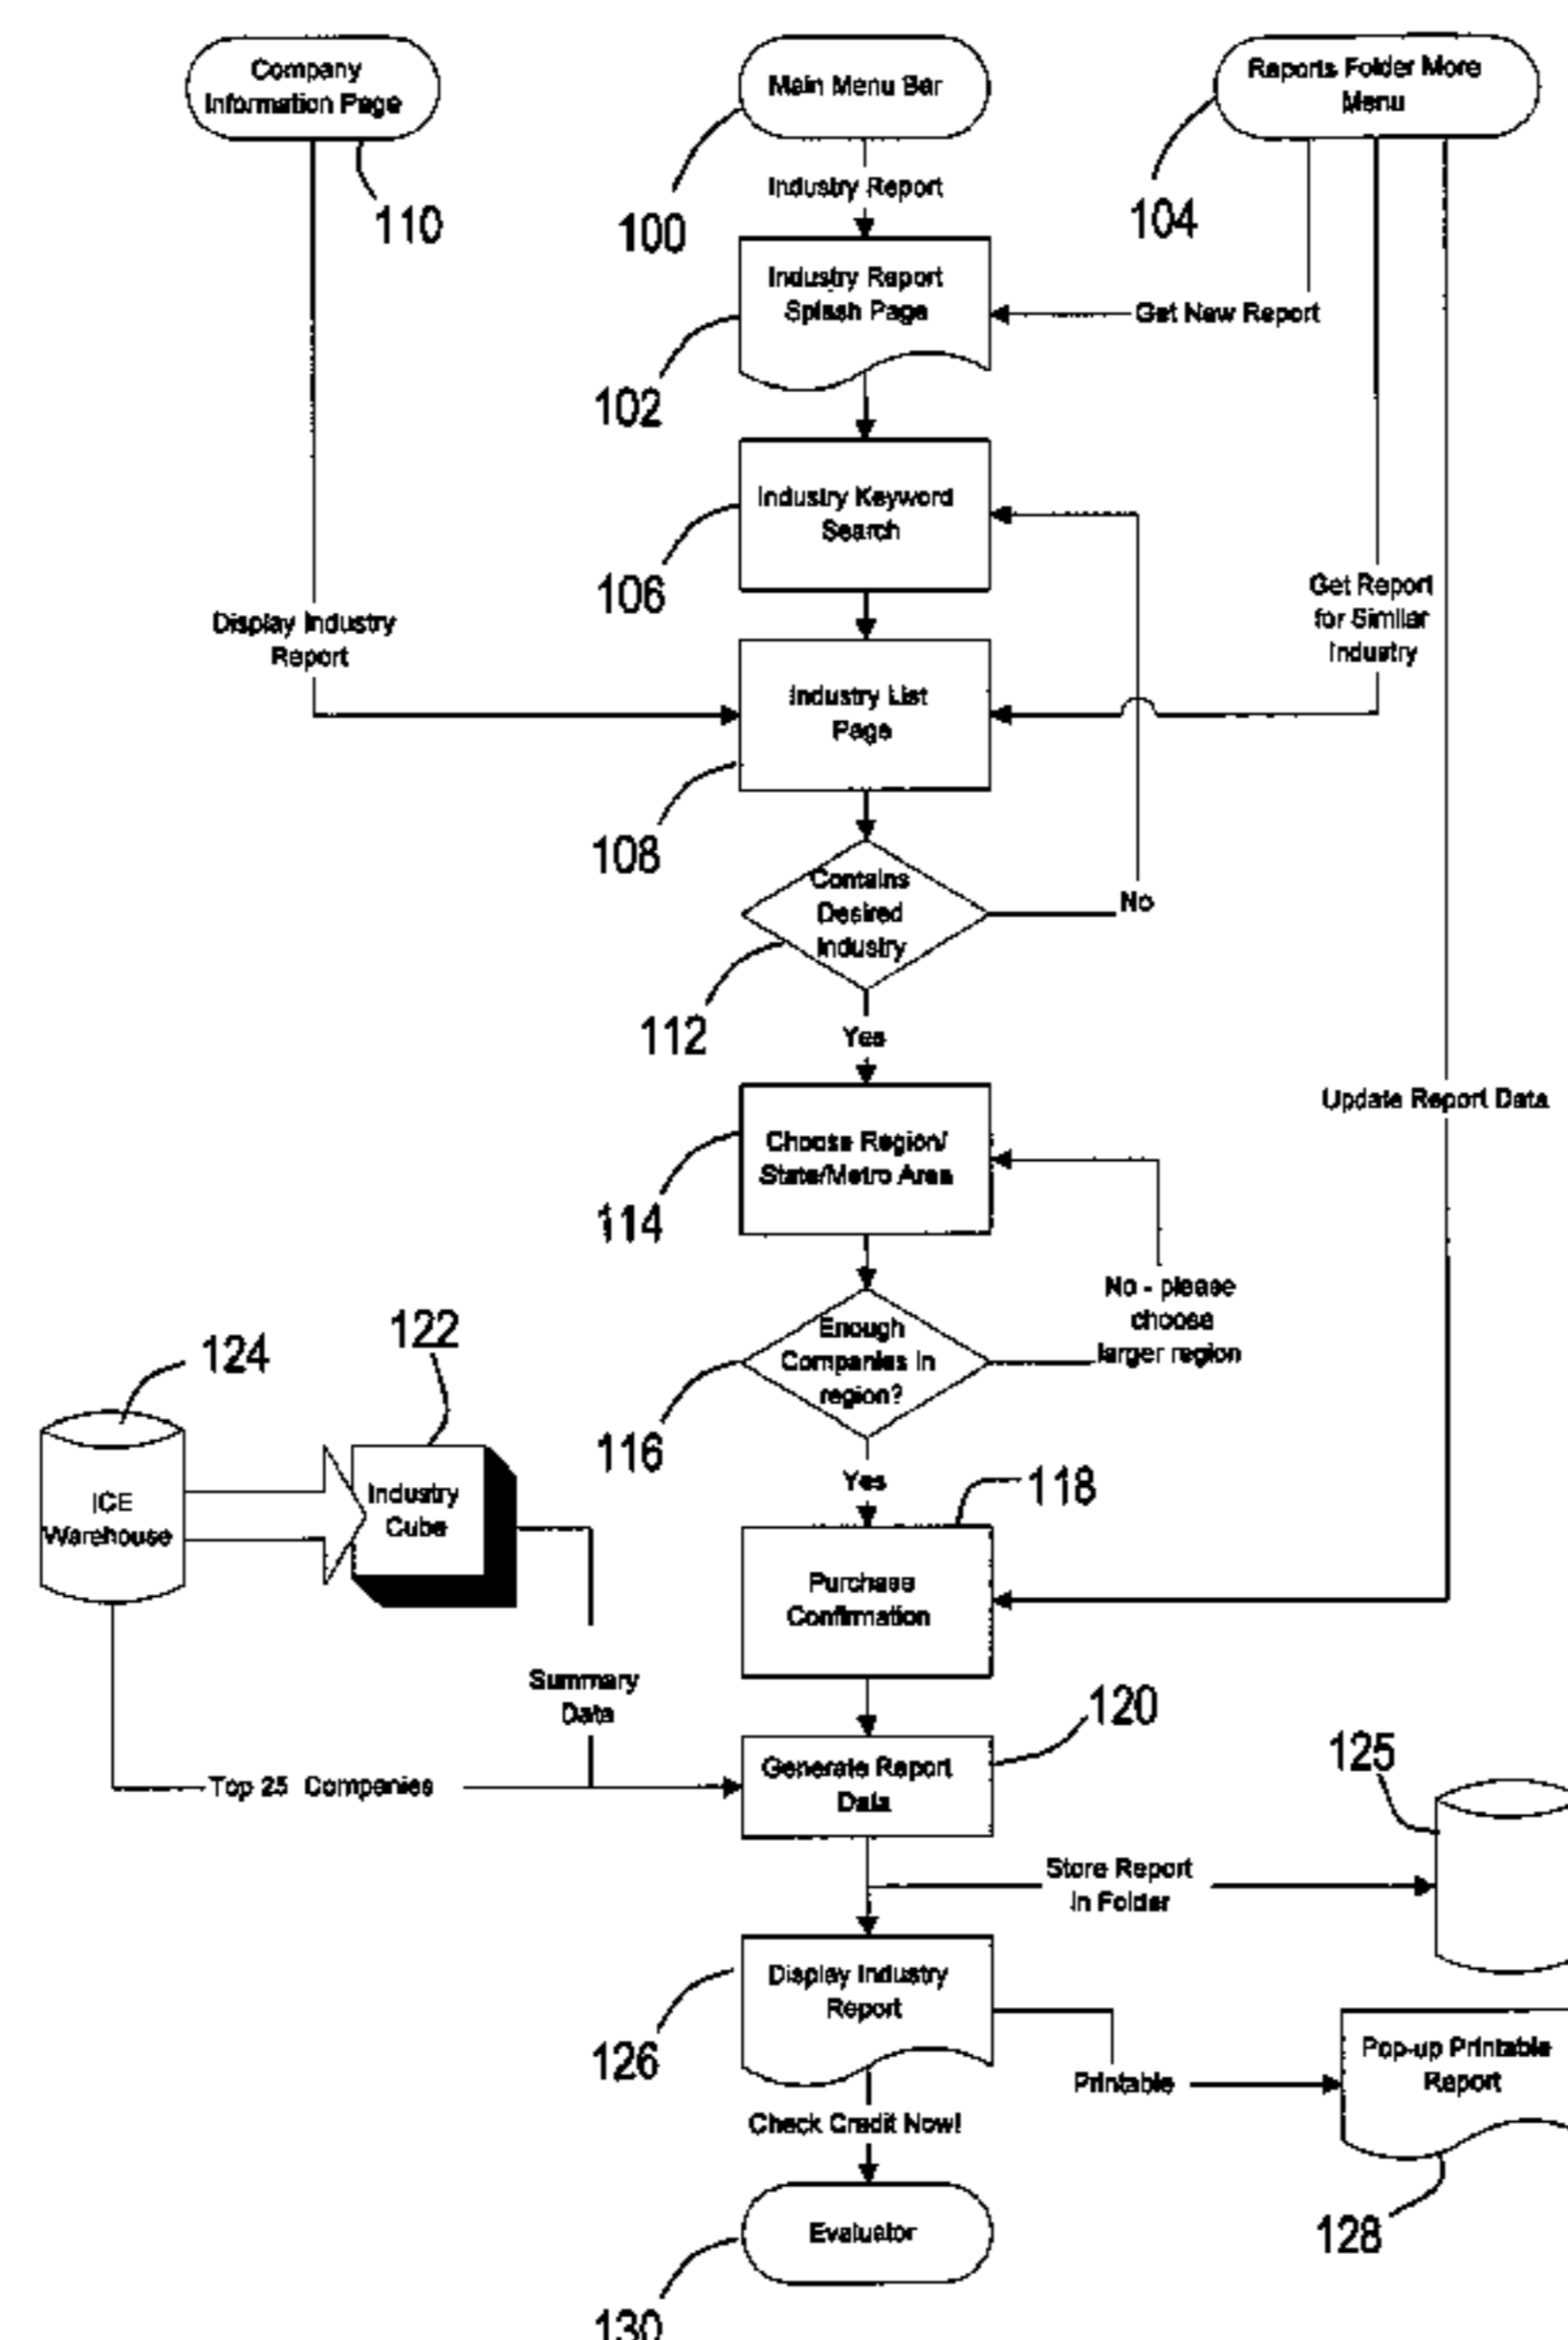 Company
Information Page
Main Menu Bar
Reports Folder More
Menu
110
100
104
Industry Report
Industry Report
Splash Page
Get New Report
102
Industry Keyword
Search
106
Display Industry
Report
Get Report
for Similar
Industry
Industry List
Page
108
Contains
Desired
Industry
No
112
Yes
Update Report Data
Choose Region/
State/Metro Area
114
No - please
choose
larger region
Enough
Companies in
region?
116
124
122
ICE
Warehouse
Industry
Cube
Yes
118
Purchase
Confirmation
Summary
Data
120
Top 25 Companies
Generate Report
Data
125
Store Report
in Folder
Display Industry
Report
126
Printable
Pop-up Printable
Report
128
Check Credit Now!
Evaluator
130